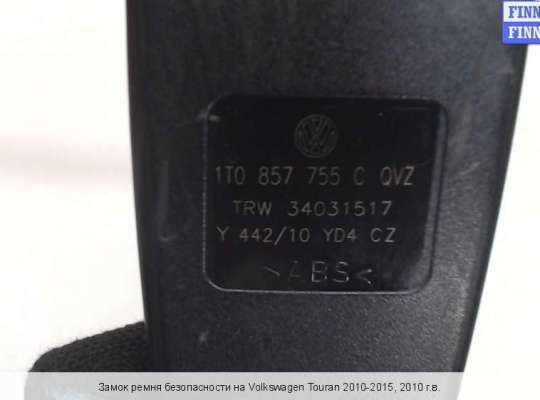 FINN
FINN
1T0 857 755 C QVZ
TRW 34031517
Y 442/10 YD4 CZ
>ABS<
Замок ремня безопасности на Volkswagen Touran 2010-2015, 2010 г.в.